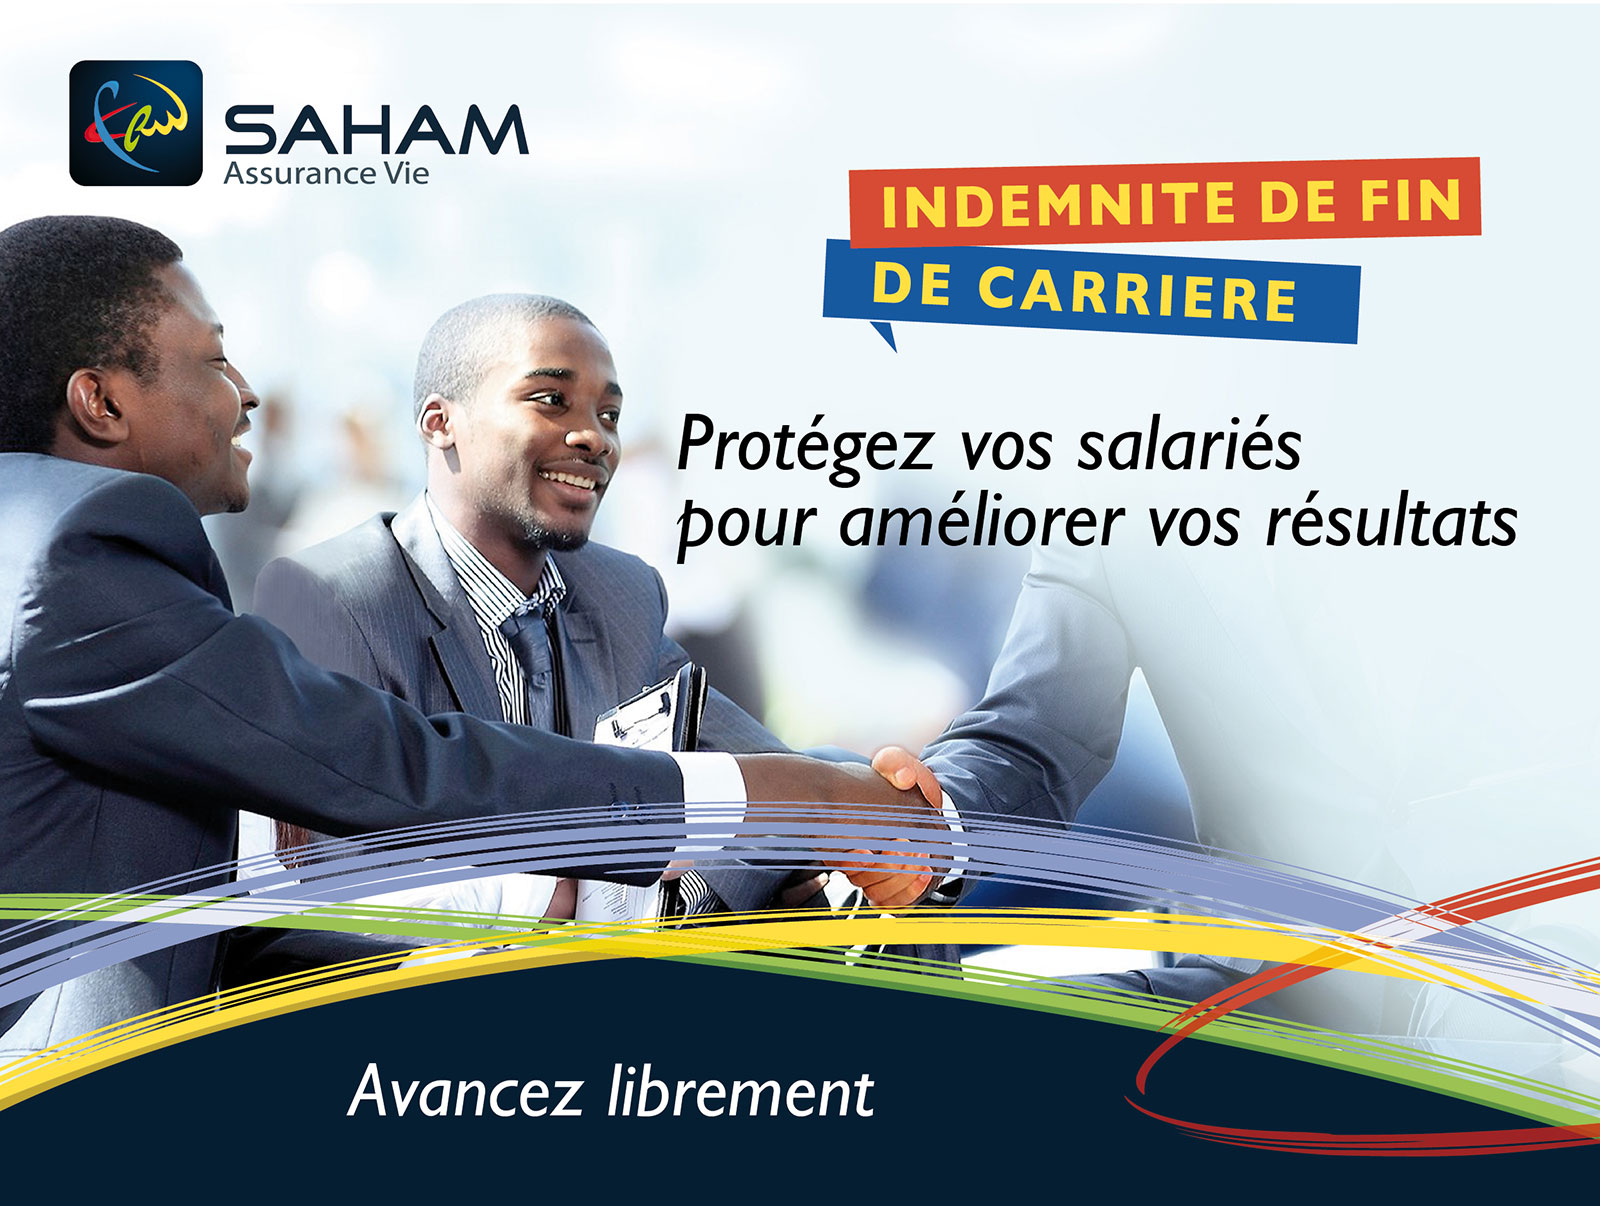 SAHAM
Assurance Vie
INDEMNITE DE FIN
DE CARRIERE
Protégez vos salariés
pour améliorer vos résultats
Avancez librement